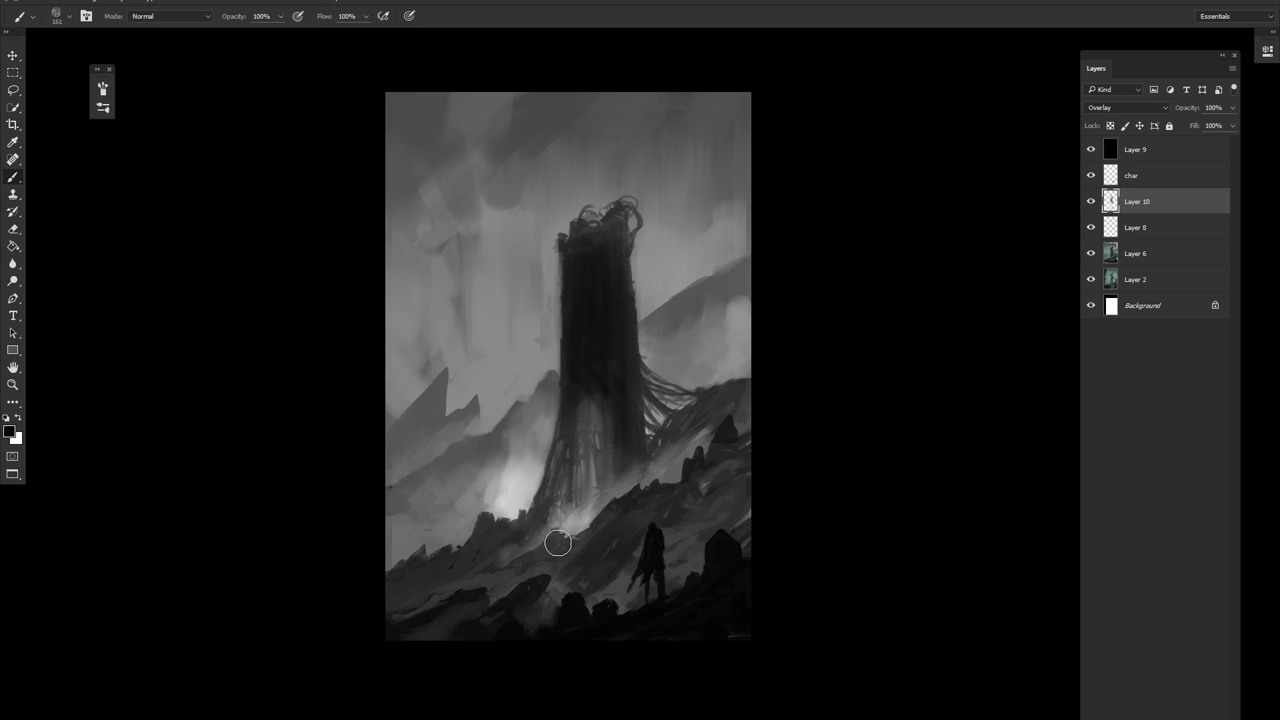 161
Mode: Normal Opacity: 100% Flow: 100% Essentials
Layers
Kind
Overlay Opacity: 100%
Lock: Fill: 100%
Layer 9
char
Layer 10
Layer 8
Layer 6
Layer 2
Background